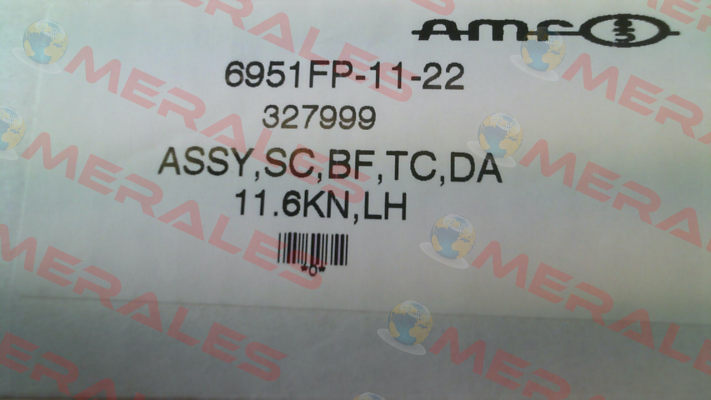 AMF
6951FP-11-22
327999
ASSY,SC,BF,TC,DA
11.6KN,LH
MERALES
MERALES
MERALES
MERALES
MERALES